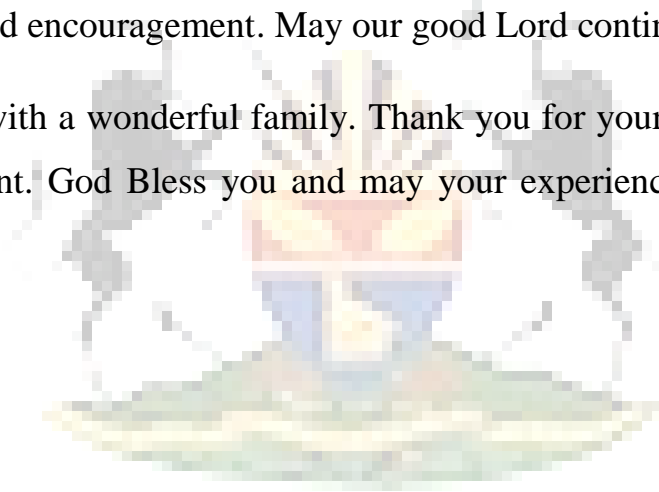 d encouragement. May our good Lord contin
with a wonderful family. Thank you for your
nt. God Bless you and may your experienc